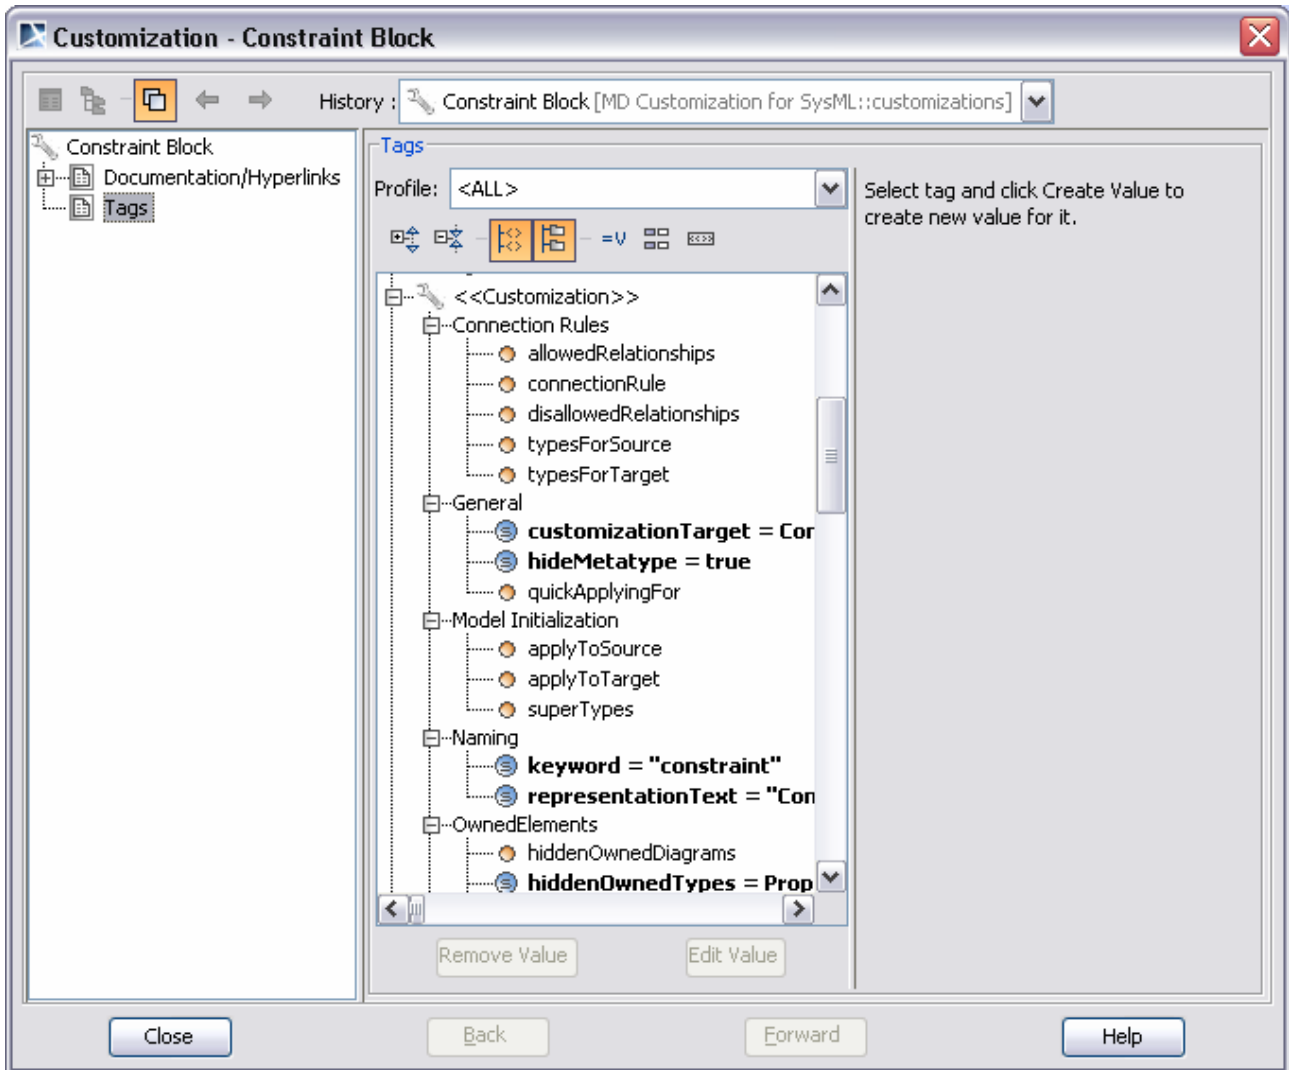 Customization - Constraint Block
History : Constraint Block [MD Customization for SysML::customizations]
Constraint Block
Documentation/Hyperlinks
Tags
Tags
Profile: <ALL>
=V
<<Customization>>
Connection Rules
allowedRelationships
connectionRule
disallowedRelationships
typesForSource
typesForTarget
General
customizationTarget = Con
hideMetatype = true
quickApplyingFor
Model Initialization
applyToSource
applyToTarget
superTypes
Naming
keyword = "constraint"
representationText = "Con
OwnedElements
hiddenOwnedDiagrams
hiddenOwnedTypes = Prop
Remove Value
Edit Value
Select tag and click Create Value to
create new value for it.
Close
Back
Forward
Help